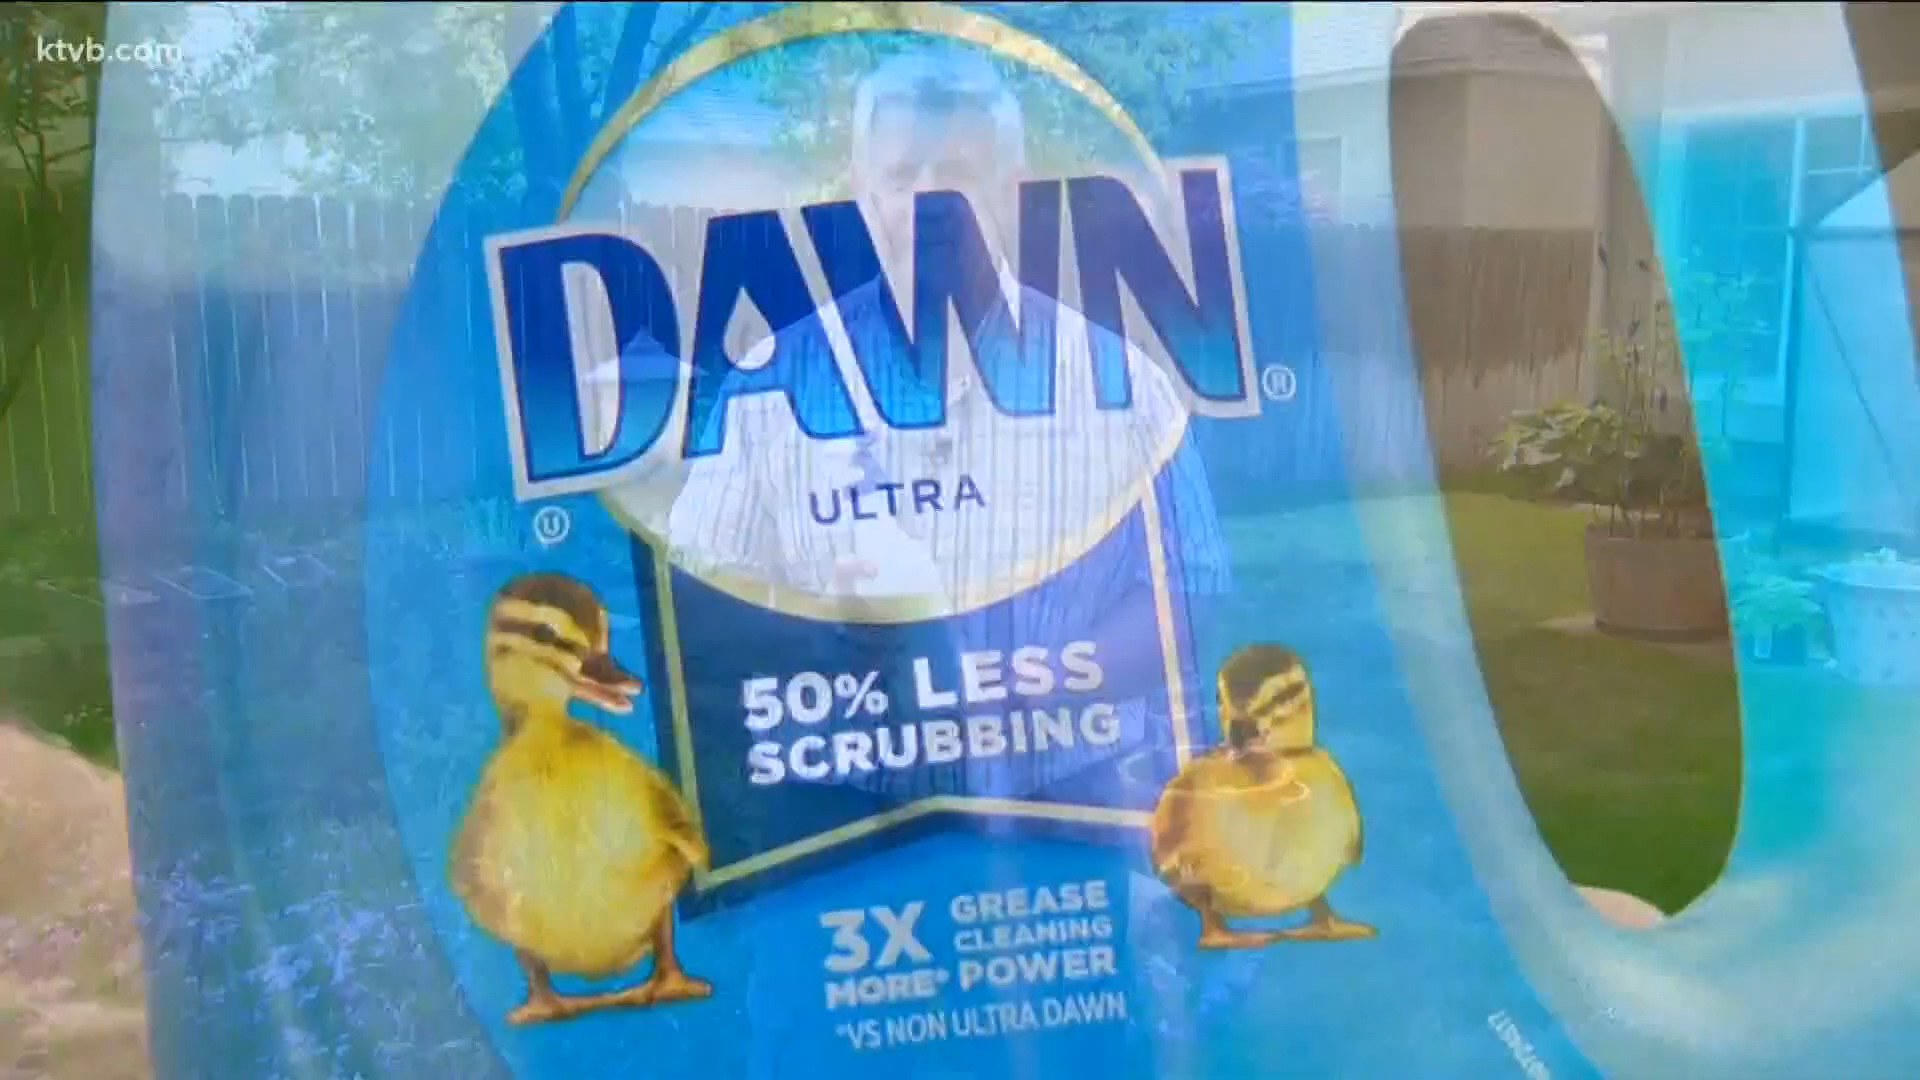 ktvb.com
DAWN®
ULTRA
U
50% LESS
SCRUBBING
3X
MORE*
GREASE
CLEANING
POWER
*VS NON ULTRA DAWN